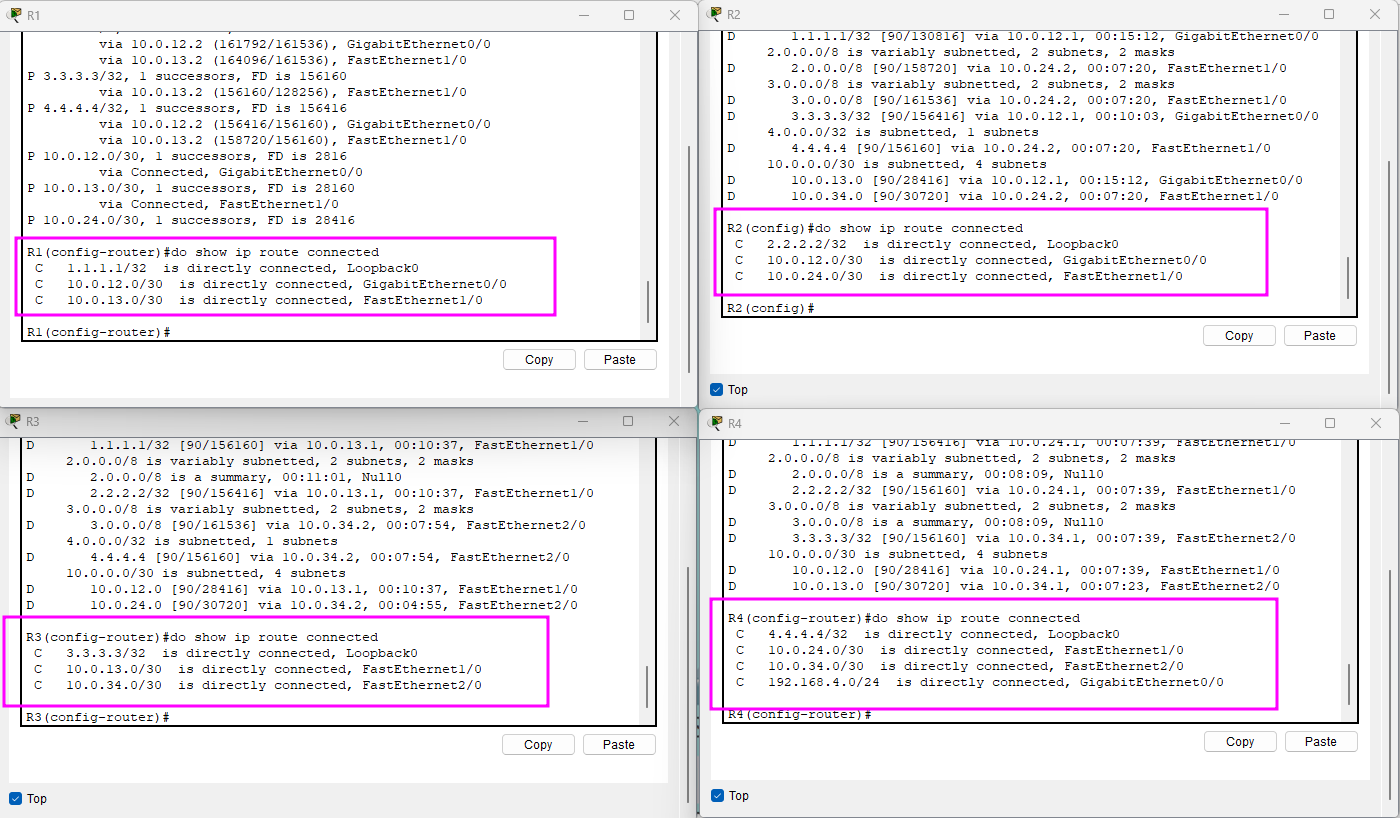 R1
via 10.0.12.2 (161792/161536), GigabitEthernet0/0
via 10.0.13.2 (164096/161536), FastEthernet1/0
P 3.3.3.3/32, 1 successors, FD is 156160
via 10.0.13.2 (156160/128256), FastEthernet1/0
P 4.4.4.4/32, 1 successors, FD is 156416
via 10.0.12.2 (156416/156160), GigabitEthernet0/0
via 10.0.13.2 (158720/156160), FastEthernet1/0
P 10.0.12.0/30, 1 successors, FD is 2816
via Connected, GigabitEthernet0/0
P 10.0.13.0/30, 1 successors, FD is 28160
via Connected, FastEthernet1/0
P 10.0.24.0/30, 1 successors, FD is 28416
R1(config-router)#do show ip route connected
C 1.1.1.1/32 is directly connected, Loopback0
C 10.0.12.0/30 is directly connected, GigabitEthernet0/0
C 10.0.13.0/30 is directly connected, FastEthernet1/0
R1(config-router)#
Copy Paste
R2
D 1.1.1.1/32 [90/130816] via 10.0.12.1, 00:15:12, GigabitEthernet0/0
2.0.0.0/8 is variably subnetted, 2 subnets, 2 masks
D 2.0.0.0/8 [90/158720] via 10.0.24.2, 00:07:20, FastEthernet1/0
3.0.0.0/8 is variably subnetted, 2 subnets, 2 masks
D 3.0.0.0/8 [90/161536] via 10.0.24.2, 00:07:20, FastEthernet1/0
D 3.3.3.3/32 [90/156416] via 10.0.12.1, 00:10:03, GigabitEthernet0/0
4.0.0.0/32 is subnetted, 1 subnets
D 4.4.4.4 [90/156160] via 10.0.24.2, 00:07:20, FastEthernet1/0
10.0.0.0/30 is subnetted, 4 subnets
D 10.0.13.0 [90/28416] via 10.0.12.1, 00:15:12, GigabitEthernet0/0
D 10.0.34.0 [90/30720] via 10.0.24.2, 00:07:20, FastEthernet1/0
R2(config)#do show ip route connected
C 2.2.2.2/32 is directly connected, Loopback0
C 10.0.12.0/30 is directly connected, GigabitEthernet0/0
C 10.0.24.0/30 is directly connected, FastEthernet1/0
R2(config)#
Copy Paste
Top
R3
D 1.1.1.1/32 [90/156160] via 10.0.13.1, 00:10:37, FastEthernet1/0
2.0.0.0/8 is variably subnetted, 2 subnets, 2 masks
D 2.0.0.0/8 is a summary, 00:11:01, Null0
D 2.2.2.2/32 [90/156416] via 10.0.13.1, 00:10:37, FastEthernet1/0
3.0.0.0/8 is variably subnetted, 2 subnets, 2 masks
D 3.0.0.0/8 [90/161536] via 10.0.34.2, 00:07:54, FastEthernet2/0
4.0.0.0/32 is subnetted, 1 subnets
D 4.4.4.4 [90/156160] via 10.0.34.2, 00:07:54, FastEthernet2/0
10.0.0.0/30 is subnetted, 4 subnets
D 10.0.12.0 [90/28416] via 10.0.13.1, 00:10:37, FastEthernet1/0
D 10.0.24.0 [90/30720] via 10.0.34.2, 00:04:55, FastEthernet2/0
R3(config-router)#do show ip route connected
C 3.3.3.3/32 is directly connected, Loopback0
C 10.0.13.0/30 is directly connected, FastEthernet1/0
C 10.0.34.0/30 is directly connected, FastEthernet2/0
R3(config-router)#
Copy Paste
Top
R4
D 1.1.1.1/32 [90/156416] via 10.0.24.1, 00:07:39, FastEthernet1/0
2.0.0.0/8 is variably subnetted, 2 subnets, 2 masks
D 2.0.0.0/8 is a summary, 00:08:09, Null0
D 2.2.2.2/32 [90/156160] via 10.0.24.1, 00:07:39, FastEthernet1/0
3.0.0.0/8 is variably subnetted, 2 subnets, 2 masks
D 3.0.0.0/8 is a summary, 00:08:09, Null0
D 3.3.3.3/32 [90/156160] via 10.0.34.1, 00:07:39, FastEthernet2/0
10.0.0.0/30 is subnetted, 4 subnets
D 10.0.12.0 [90/28416] via 10.0.24.1, 00:07:39, FastEthernet1/0
D 10.0.13.0 [90/30720] via 10.0.34.1, 00:07:23, FastEthernet2/0
R4(config-router)#do show ip route connected
C 4.4.4.4/32 is directly connected, Loopback0
C 10.0.24.0/30 is directly connected, FastEthernet1/0
C 10.0.34.0/30 is directly connected, FastEthernet2/0
C 192.168.4.0/24 is directly connected, GigabitEthernet0/0
R4(config-router)#
Copy Paste
Top